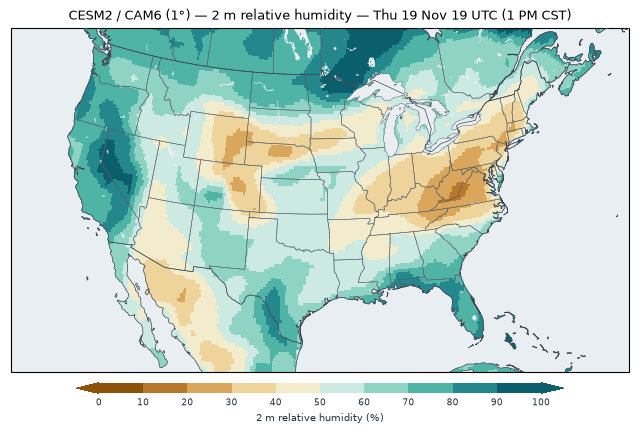 CESM2 / CAM6 (1°) — 2 m relative humidity — Thu 19 Nov 19 UTC (1 PM CST)
0 10 20 30 40 50 60 70 80 90 100
2 m relative humidity (%)